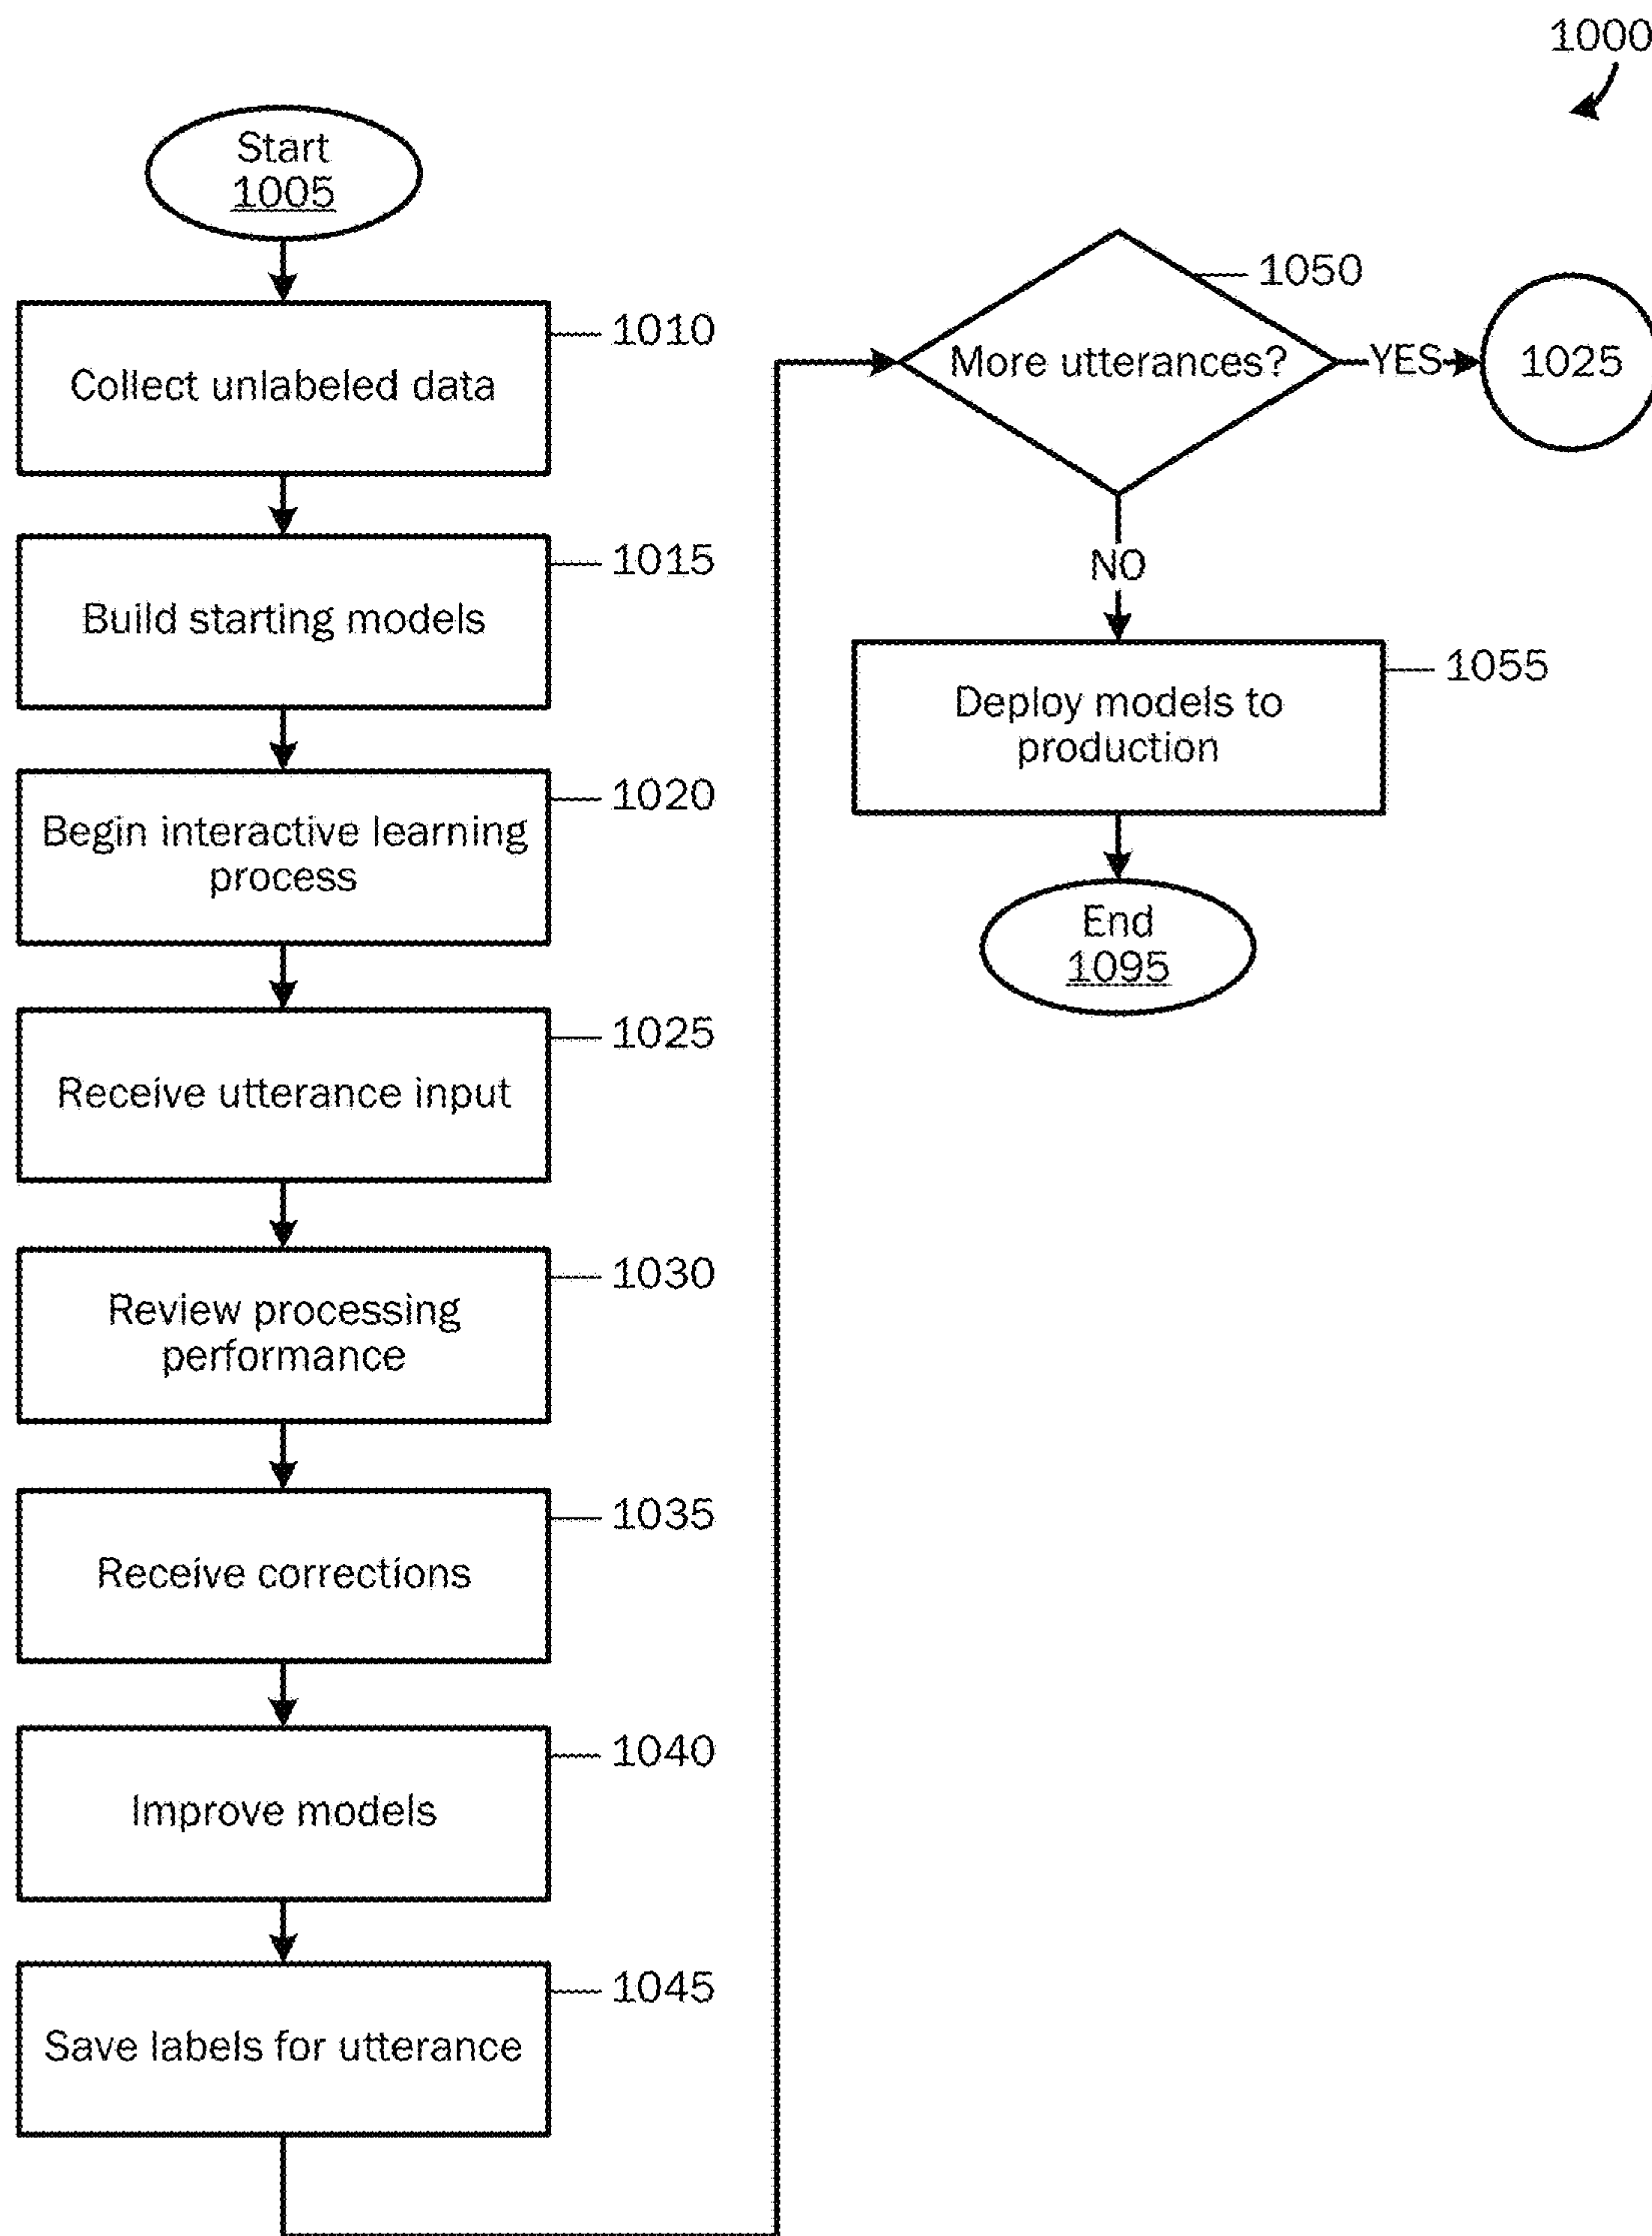 1000
Start
1005
Collect unlabeled data
1010
Build starting models
1015
Begin interactive learning
process
1020
Receive utterance input
1025
Review processing
performance
1030
Receive corrections
1035
Improve models
1040
Save labels for utterance
1045
More utterances?
1050
YES
1025
NO
Deploy models to
production
1055
End
1095